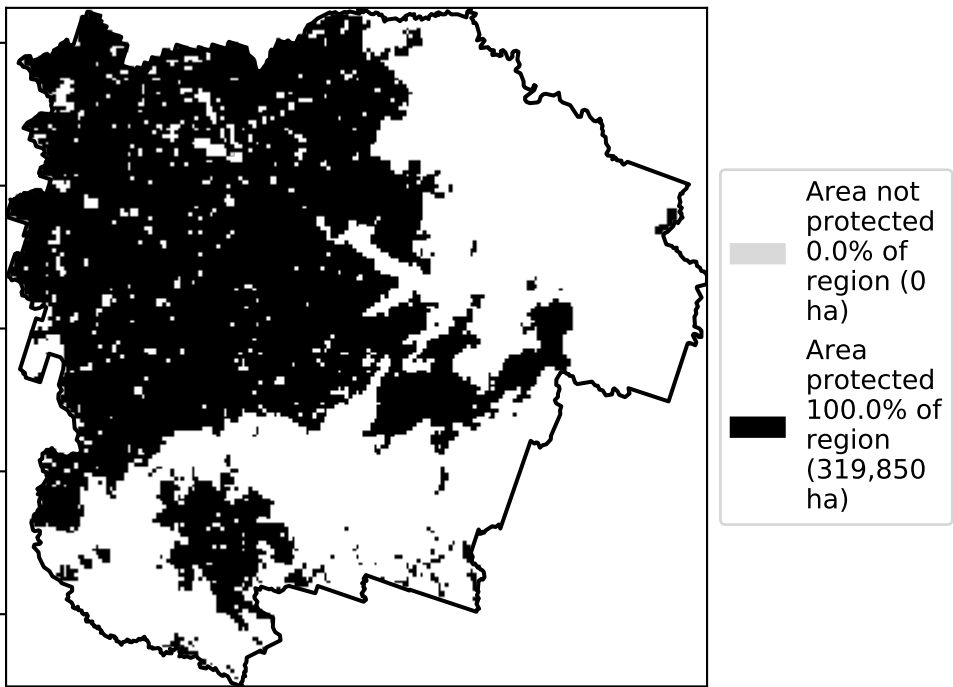 Area not
protected
0.0% of
region (0
ha)
Area
protected
100.0% of
region
(319,850
ha)